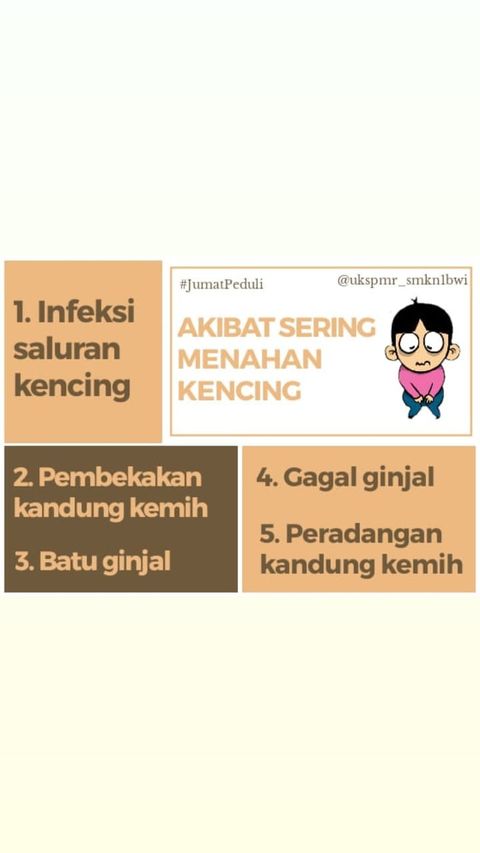 #JumatPeduli
@ukspmr_smkn1bwi
AKIBAT SERING
MENAHAN
KENCING
1. Infeksi
saluran
kencing
2. Pembekakan
kandung kemih
3. Batu ginjal
4. Gagal ginjal
5. Peradangan
kandung kemih